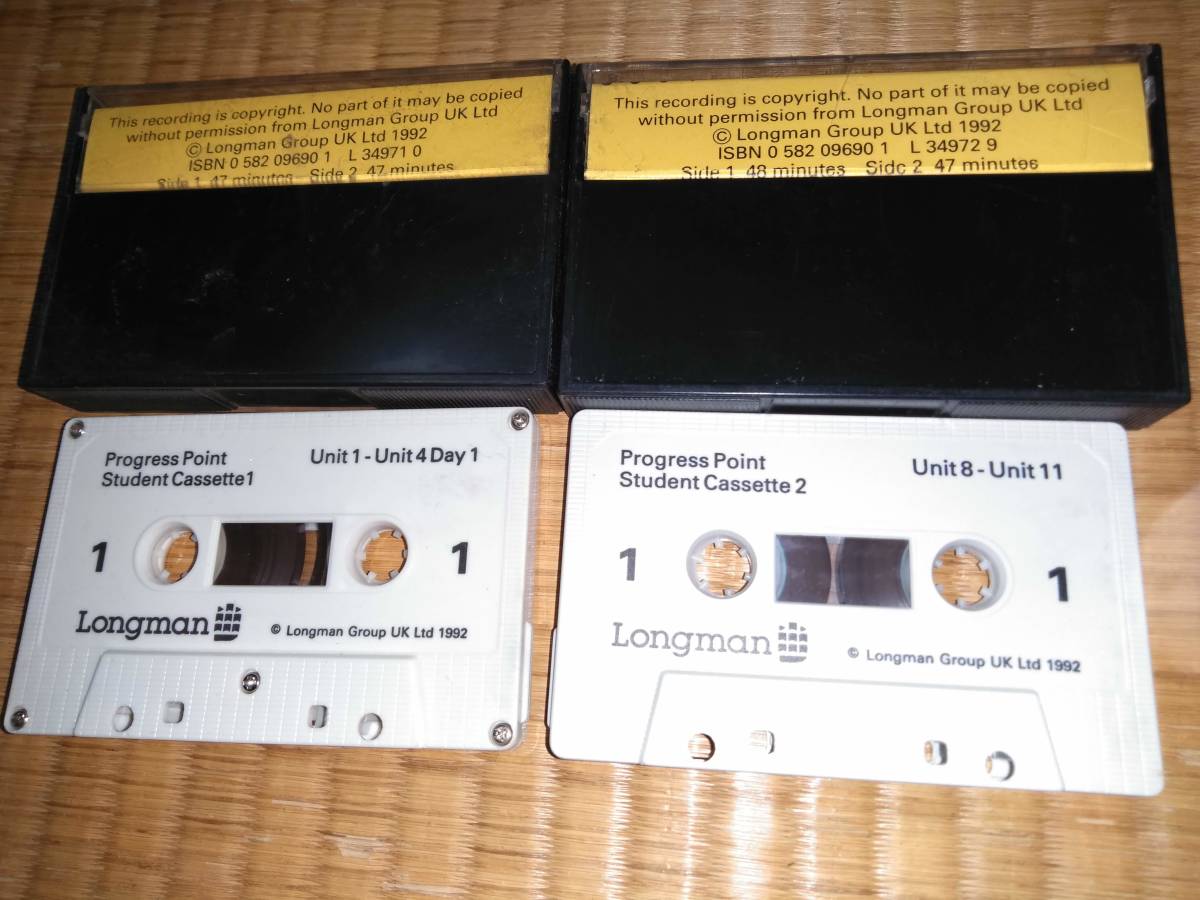 This recording is copyright. No part of it may be copied
without permission from Longman Group UK Ltd
© Longman Group UK Ltd 1992
ISBN 0 582 09690 1 L 34971 0
Side 1 47 minutes Side 2 47 minutes
This recording is copyright. No part of it may be copied
without permission from Longman Group UK Ltd
© Longman Group UK Ltd 1992
ISBN 0 582 09690 1 L 34972 9
Side 1 48 minutes Side 2 47 minutes
Progress Point
Student Cassette 1
Unit 1 - Unit 4 Day 1
1 1
Longman
© Longman Group UK Ltd 1992
Progress Point
Student Cassette 2
Unit 8 - Unit 11
1 1
Longman
© Longman Group UK Ltd 1992